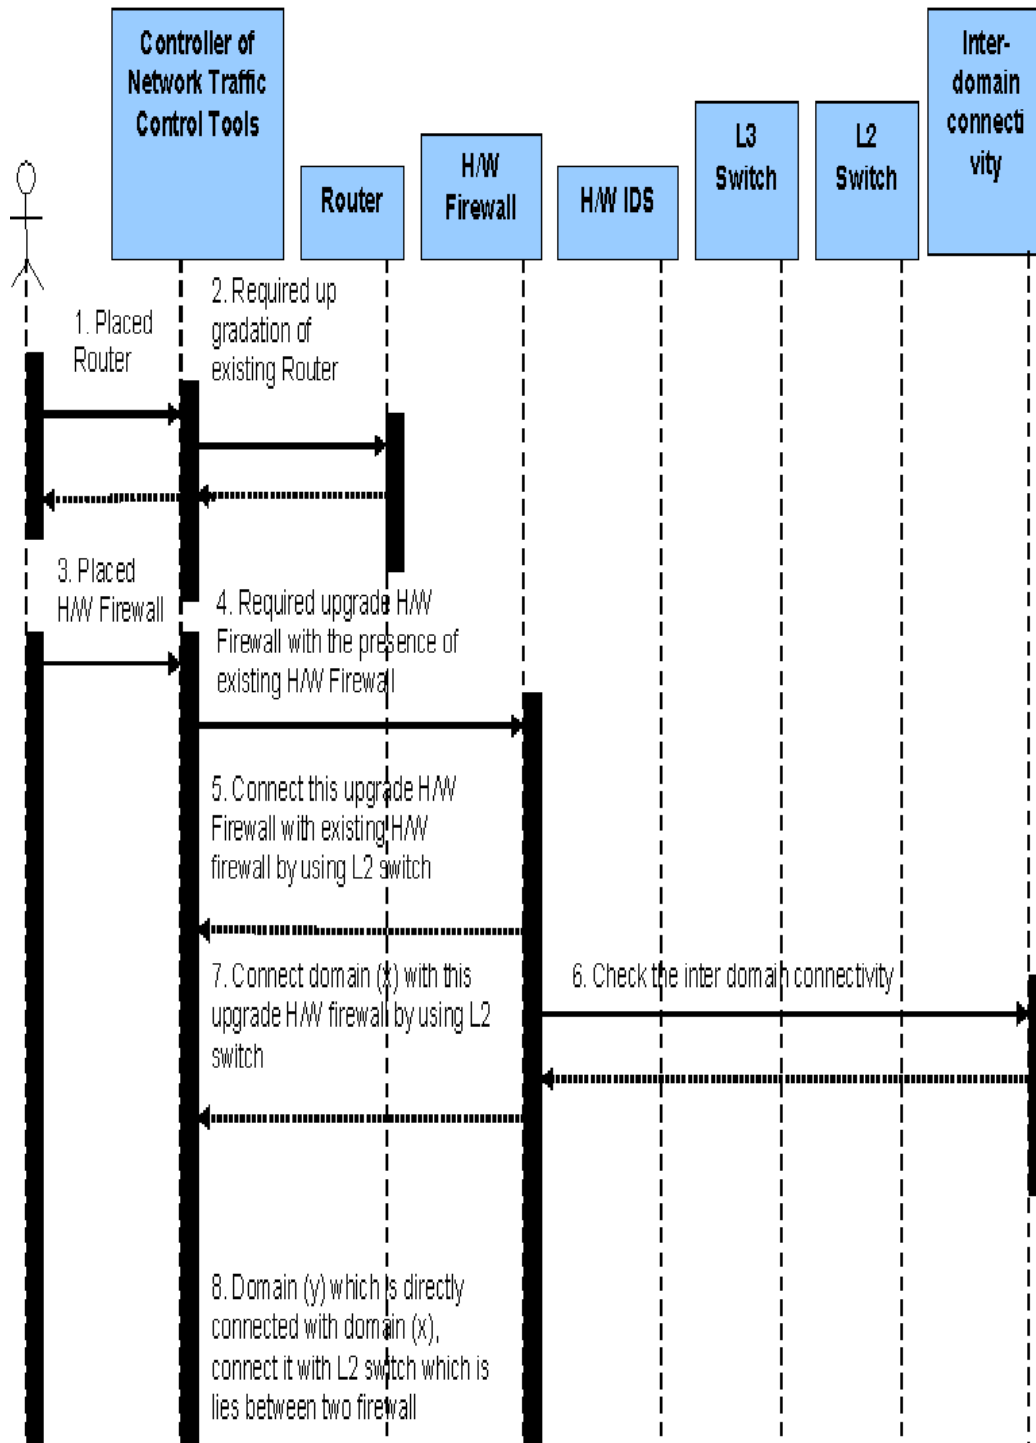 Controller of
Network Traffic
Control Tools
Router
H/W
Firewall
H/W IDS
L3
Switch
L2
Switch
Inter-
domain
connecti
vity
1. Placed
Router
2. Required up
gradation of
existing Router
3. Placed
H/W Firewall
4. Required upgrade H/W
Firewall with the presence of
existing H/W Firewall
5. Connect this upgrade H/W
Firewall with existing H/W
firewall by using L2 switch
6. Check the inter domain connectivity
7. Connect domain (x) with this
upgrade H/W firewall by using L2
switch
8. Domain (y) which is directly
connected with domain (x),
connect it with L2 switch which is
lies between two firewall